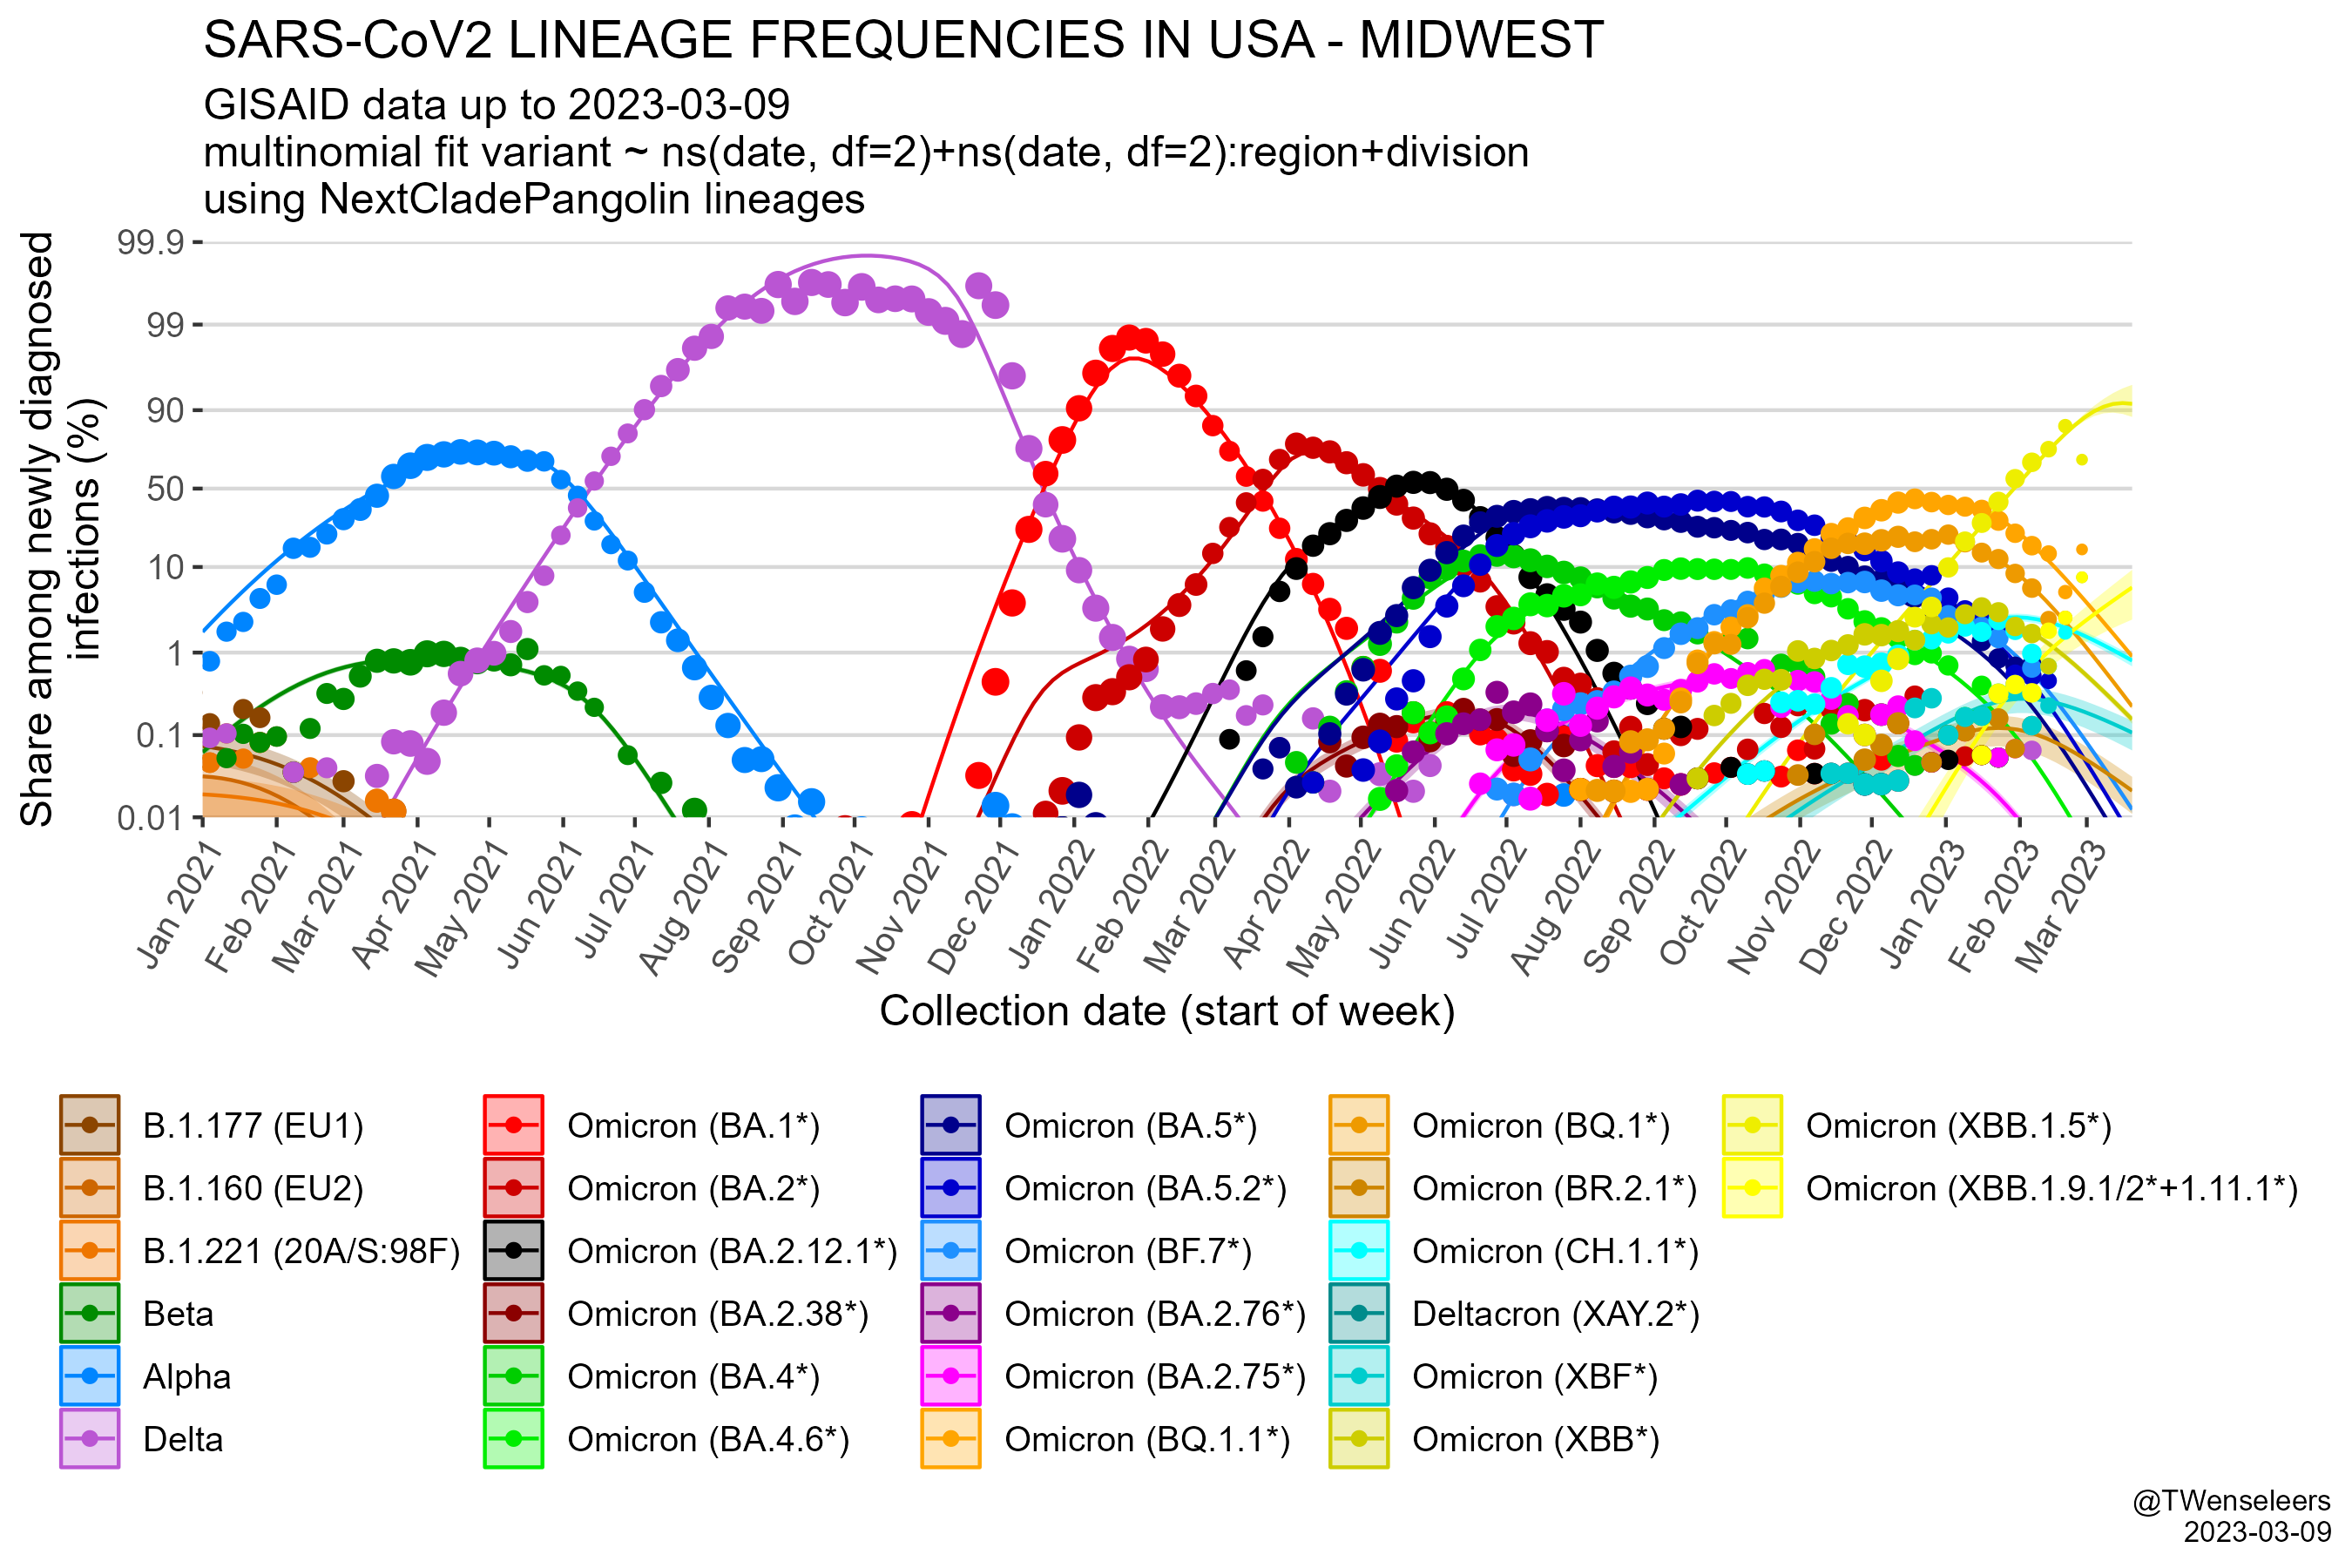 SARS-CoV2 LINEAGE FREQUENCIES IN USA - MIDWEST
GISAID data up to 2023-03-09
multinomial fit variant ~ ns(date, df=2)+ns(date, df=2):region+division
using NextCladePangolin lineages
Share among newly diagnosed
infections (%)
99.9
99
90
50
10
1
0.1
0.01
Jan 2021
Feb 2021
Mar 2021
Apr 2021
May 2021
Jun 2021
Jul 2021
Aug 2021
Sep 2021
Oct 2021
Nov 2021
Dec 2021
Jan 2022
Feb 2022
Mar 2022
Apr 2022
May 2022
Jun 2022
Jul 2022
Aug 2022
Sep 2022
Oct 2022
Nov 2022
Dec 2022
Jan 2023
Feb 2023
Mar 2023
Collection date (start of week)
B.1.177 (EU1)
B.1.160 (EU2)
B.1.221 (20A/S:98F)
Beta
Alpha
Delta
Omicron (BA.1*)
Omicron (BA.2*)
Omicron (BA.2.12.1*)
Omicron (BA.2.38*)
Omicron (BA.4*)
Omicron (BA.4.6*)
Omicron (BA.5*)
Omicron (BA.5.2*)
Omicron (BF.7*)
Omicron (BA.2.76*)
Omicron (BA.2.75*)
Omicron (BQ.1.1*)
Omicron (BQ.1*)
Omicron (BR.2.1*)
Omicron (CH.1.1*)
Deltacron (XAY.2*)
Omicron (XBF*)
Omicron (XBB*)
Omicron (XBB.1.5*)
Omicron (XBB.1.9.1/2*+1.11.1*)
@TWenseleers
2023-03-09